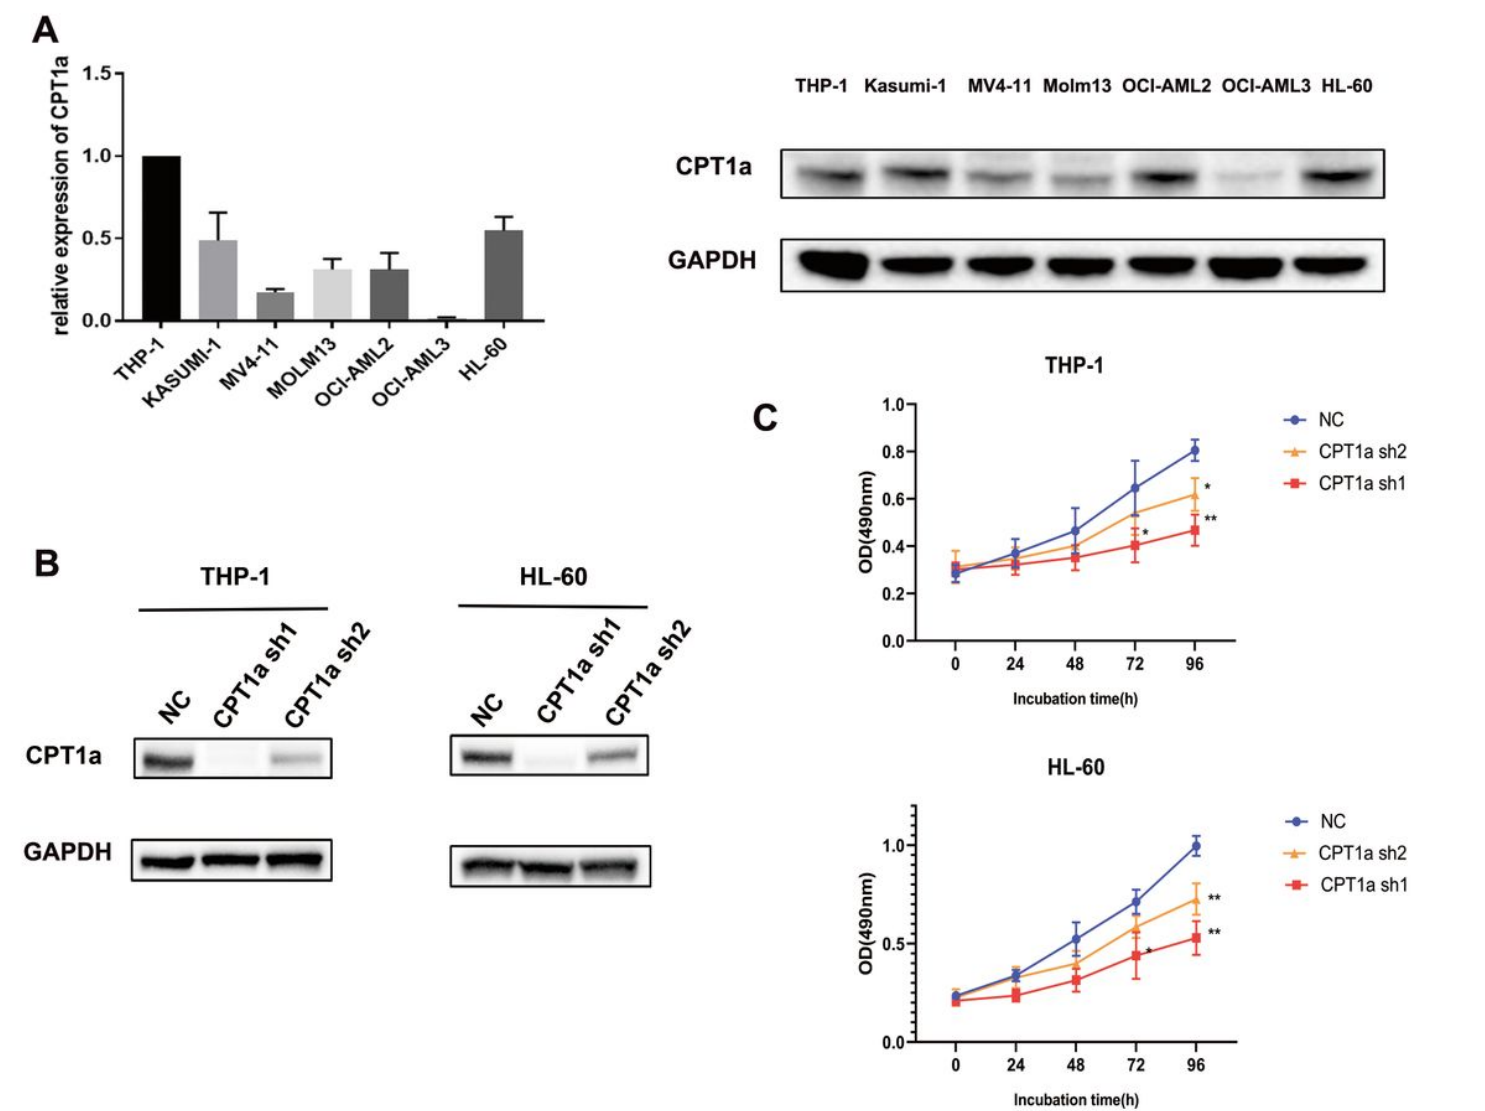 A
relative expression of CPT1a
1.5
1.0
0.5
0.0
THP-1
KASUMI-1
MV4-11
MOLM13
OCI-AML2
OCI-AML3
HL-60
THP-1 Kasumi-1 MV4-11 Molm13 OCI-AML2 OCI-AML3 HL-60
CPT1a
GAPDH
B
THP-1
HL-60
NC
CPT1a sh1
CPT1a sh2
NC
CPT1a sh1
CPT1a sh2
CPT1a
GAPDH
C
THP-1
OD(490nm)
1.0
0.8
0.6
0.4
0.2
0.0
0 24 48 72 96
Incubation time(h)
NC
CPT1a sh2
CPT1a sh1
*
*
**
HL-60
OD(490nm)
1.0
0.5
0.0
0 24 48 72 96
Incubation time(h)
NC
CPT1a sh2
CPT1a sh1
**
**
*